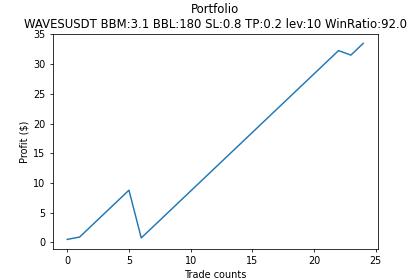 Portfolio
WAVESUSDT BBM:3.1 BBL:180 SL:0.8 TP:0.2 lev:10 WinRatio:92.0
35
30
25
20
15
10
5
0
Profit ($)
0 5 10 15 20 25
Trade counts